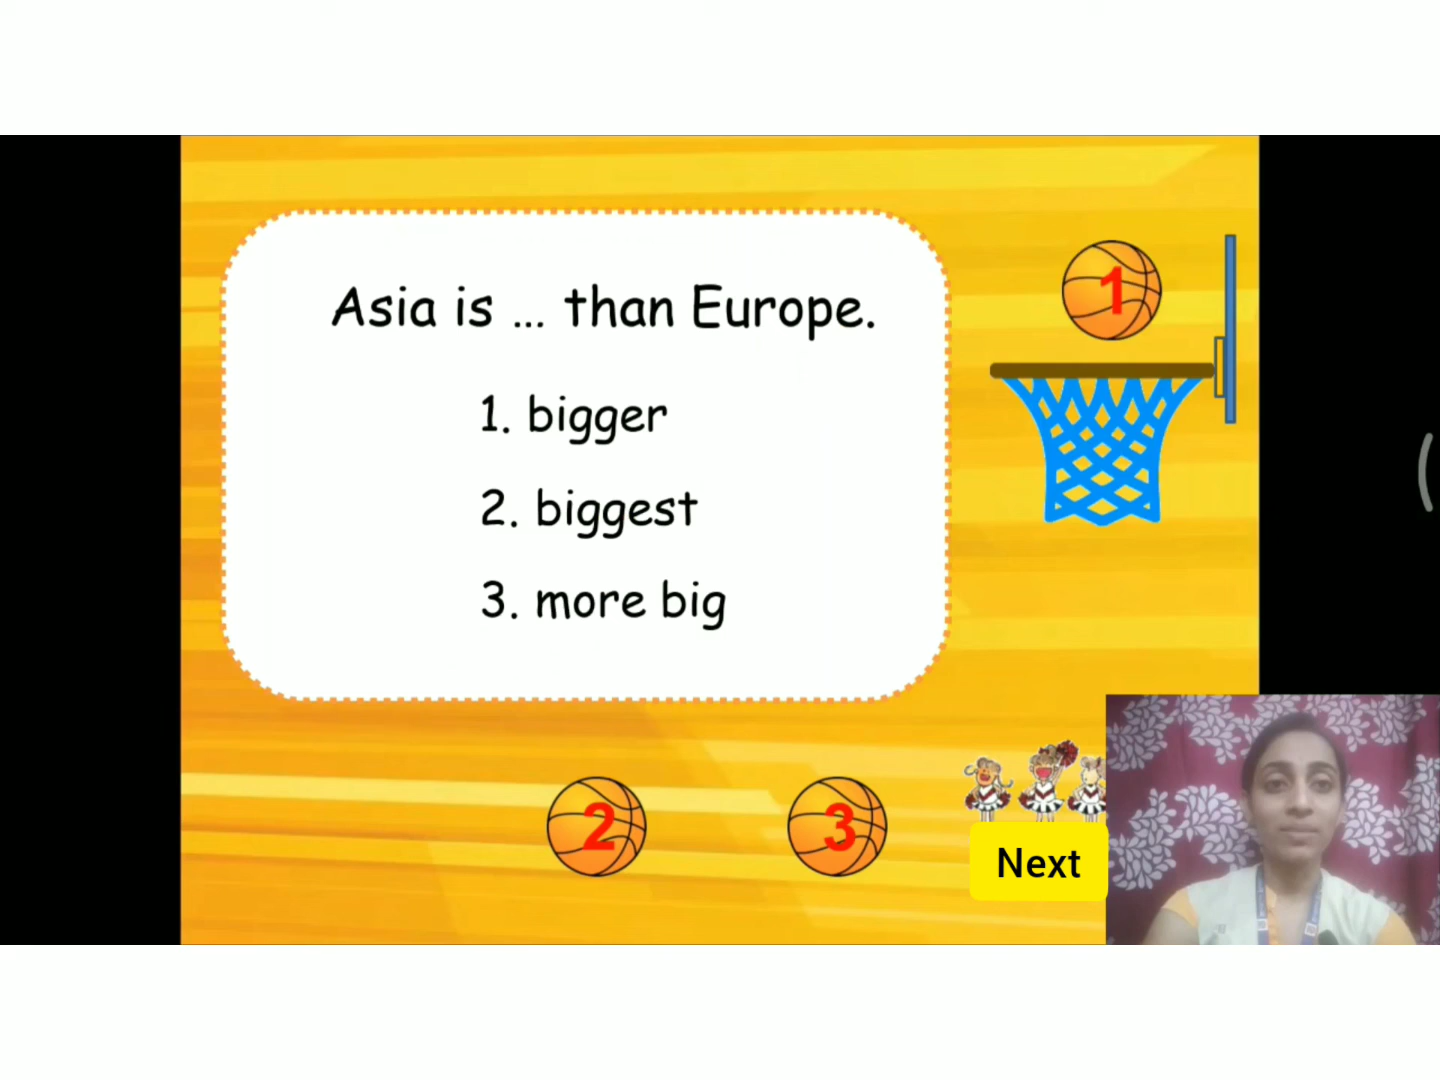 Asia is ... than Europe.
1. bigger
2. biggest
3. more big
1
2
3
Next